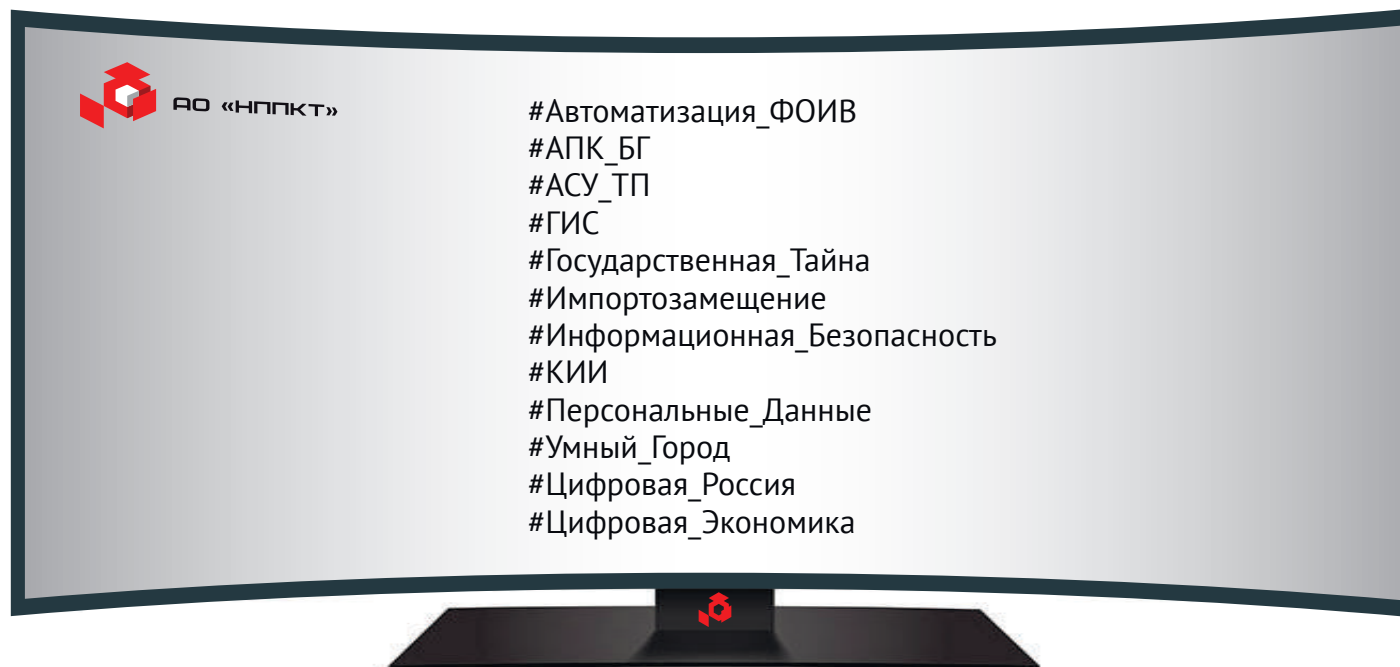 АО «НППКТ»
#Автоматизация_ФОИВ
#АПК_БГ
#АСУ_ТП
#ГИС
#Государственная_Тайна
#Импортозамещение
#Информационная_Безопасность
#КИИ
#Персональные_Данные
#Умный_Город
#Цифровая_Россия
#Цифровая_Экономика